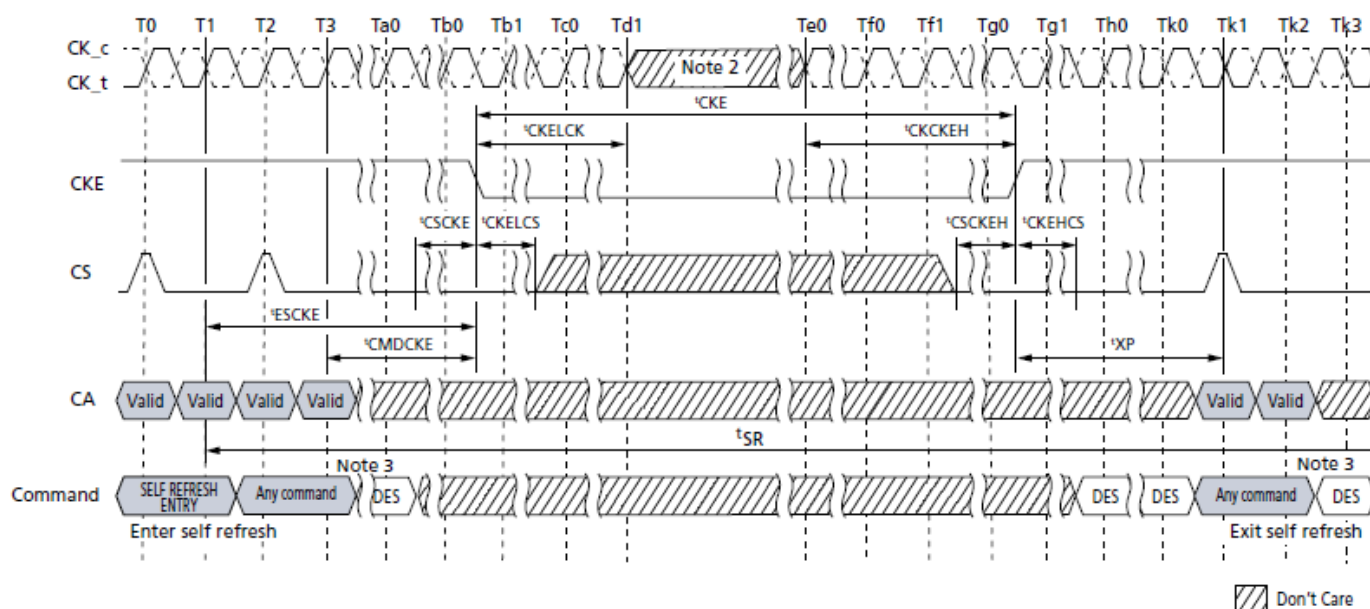 T0 T1 T2 T3 Ta0 Tb0 Tb1 Tc0 Td1 Te0 Tf0 Tf1 Tg0 Tg1 Th0 Tk0 Tk1 Tk2 Tk3
CK_c
CK_t
Note 2
tCKE
tCKELCK tCKCKEH
CKE
tCSCKE tCKELCS tCSCKEH tCKEHCS
CS
tESCKE
tCMDCKE tXP
CA Valid Valid Valid Valid Valid Valid
tSR
Note 3 Note 3
Command SELF REFRESH ENTRY Any command DES DES DES Any command DES
Enter self refresh Exit self refresh
Don't Care